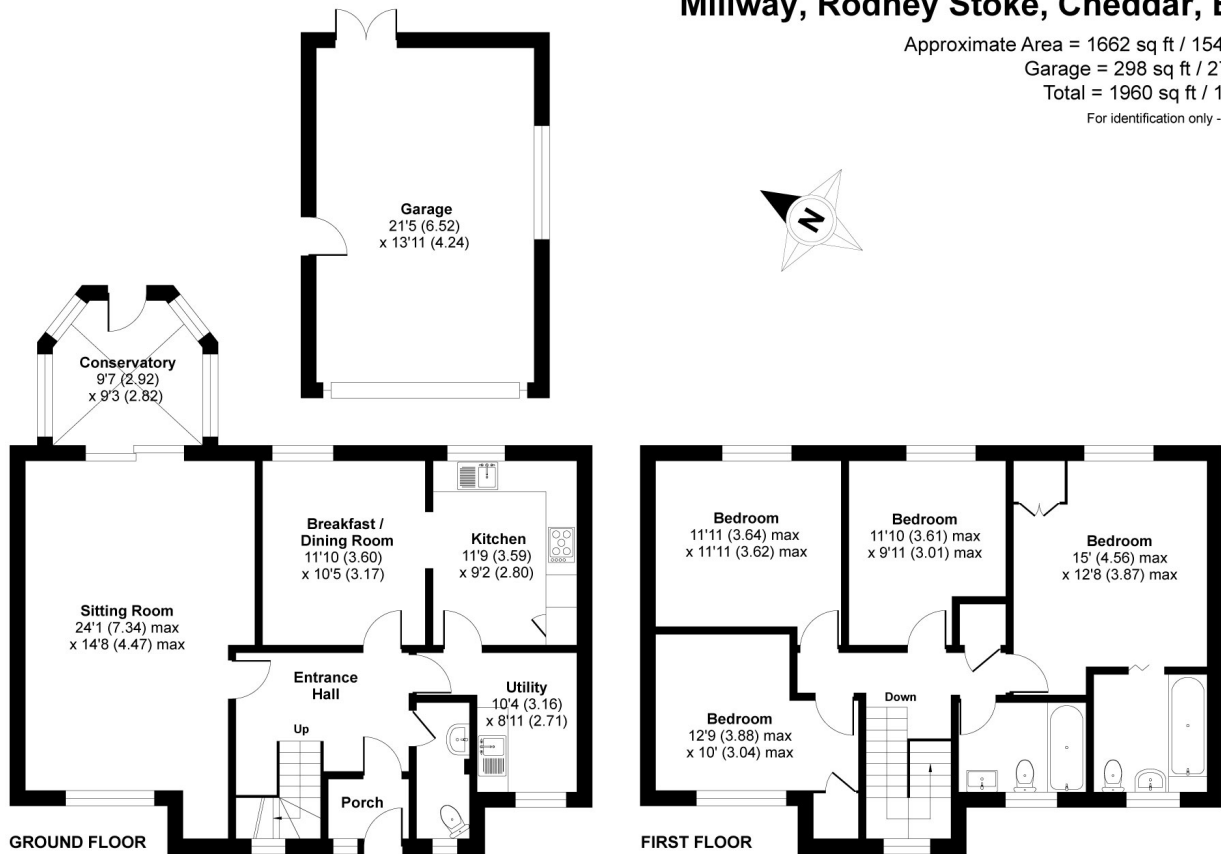 Millway, Rodney Stoke, Cheddar,
Approximate Area = 1662 sq ft / 154
Garage = 298 sq ft / 27
Total = 1960 sq ft / 1
For identification only -
N
Garage
21'5 (6.52)
x 13'11 (4.24)
Conservatory
9'7 (2.92)
x 9'3 (2.82)
Breakfast /
Dining Room
11'10 (3.60)
x 10'5 (3.17)
Kitchen
11'9 (3.59)
x 9'2 (2.80)
Sitting Room
24'1 (7.34) max
x 14'8 (4.47) max
Entrance
Hall
Up
Utility
10'4 (3.16)
x 8'11 (2.71)
Porch
GROUND FLOOR
Bedroom
11'11 (3.64) max
x 11'11 (3.62) max
Bedroom
11'10 (3.61) max
x 9'11 (3.01) max
Bedroom
15' (4.56) max
x 12'8 (3.87) max
Down
Bedroom
12'9 (3.88) max
x 10' (3.04) max
FIRST FLOOR